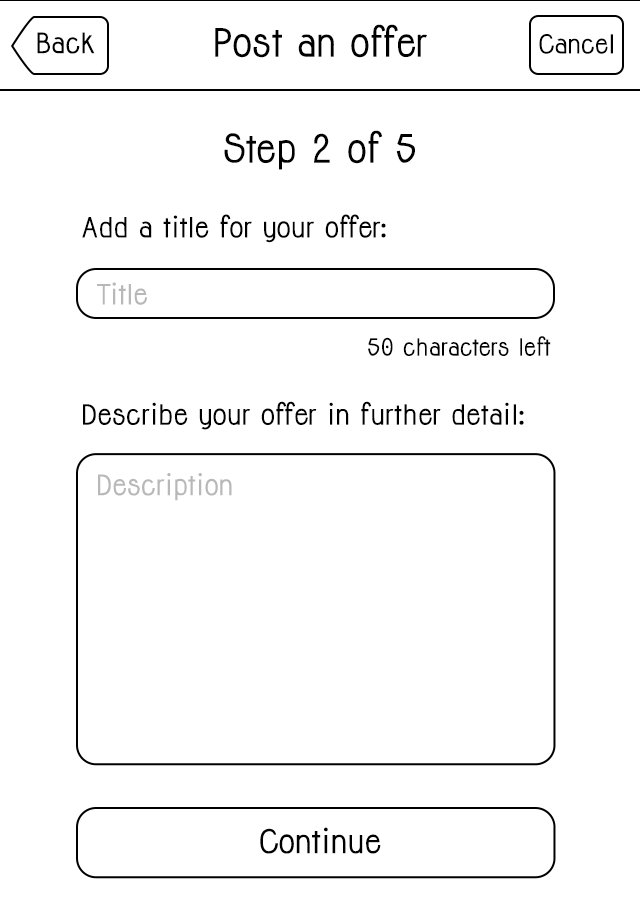 Back
Post an offer
Cancel
Step 2 of 5
Add a title for your offer:
Title
50 characters left
Describe your offer in further detail:
Description
Continue